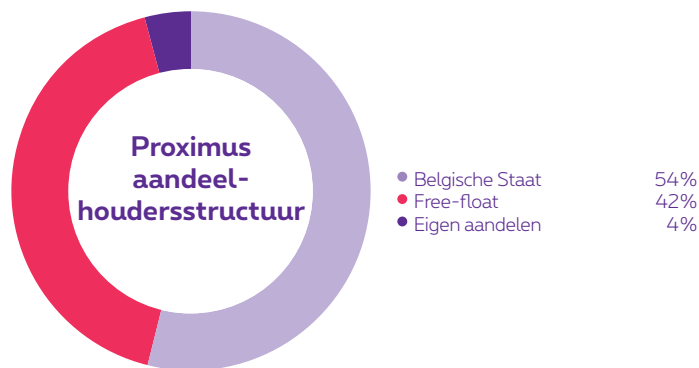 Proximus
aandeel-
houdersstructuur
Belgische Staat 54%
Free-float 42%
Eigen aandelen 4%